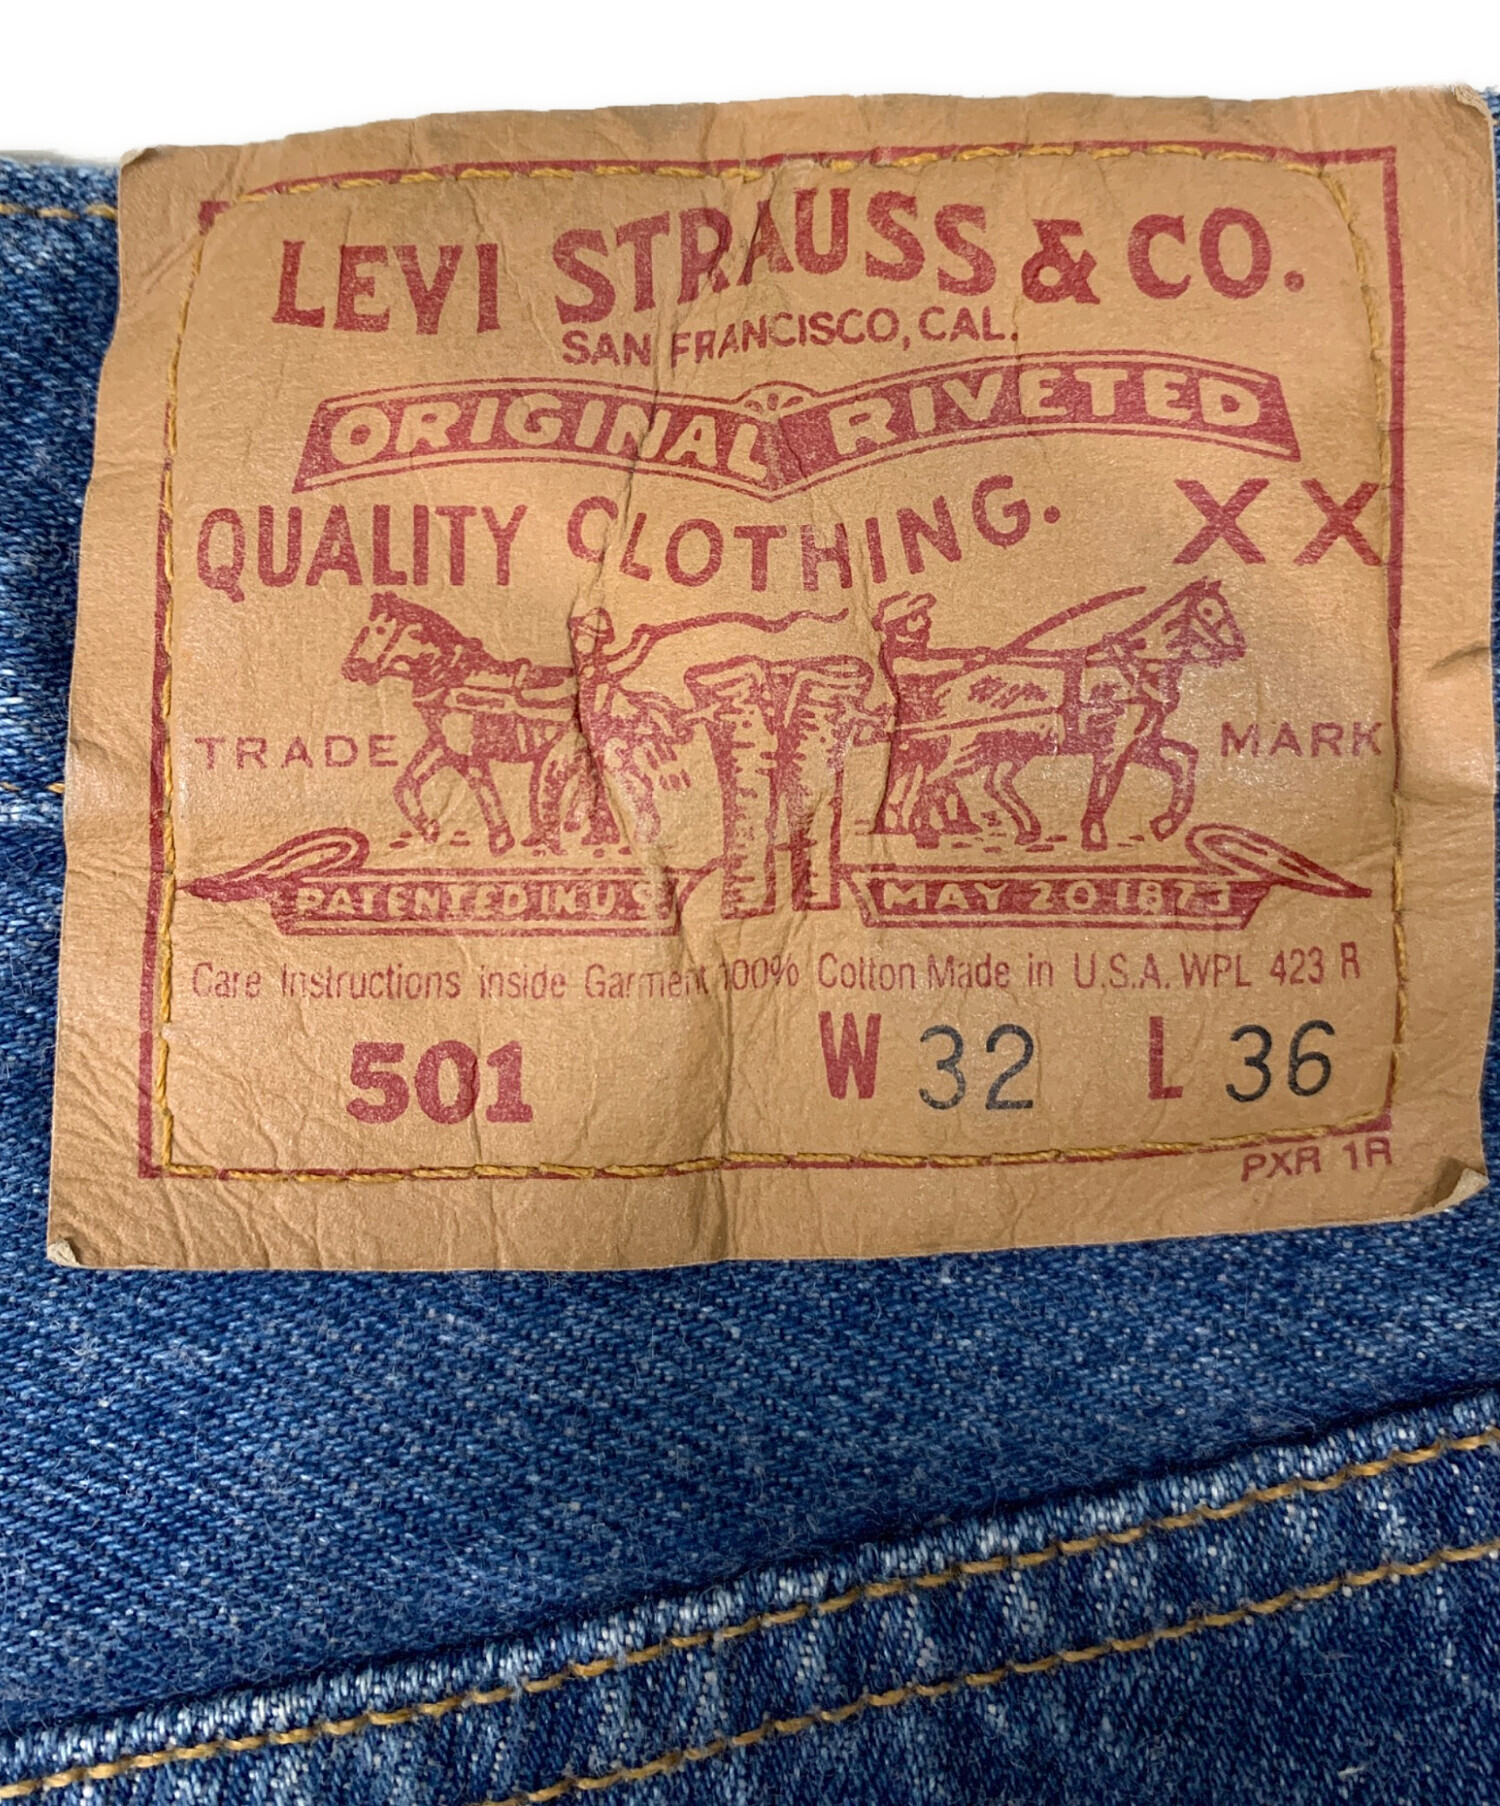 LEVI STRAUSS & CO.
SAN FRANCISCO, CAL.
ORIGINAL RIVETED
QUALITY CLOTHING. XX
TRADE MARK
PATENTED IN U.S. MAY 20 1873
Care Instructions inside Garment 100% Cotton Made in U.S.A. WPL 423 R
501 W 32 L 36
PXR 1R